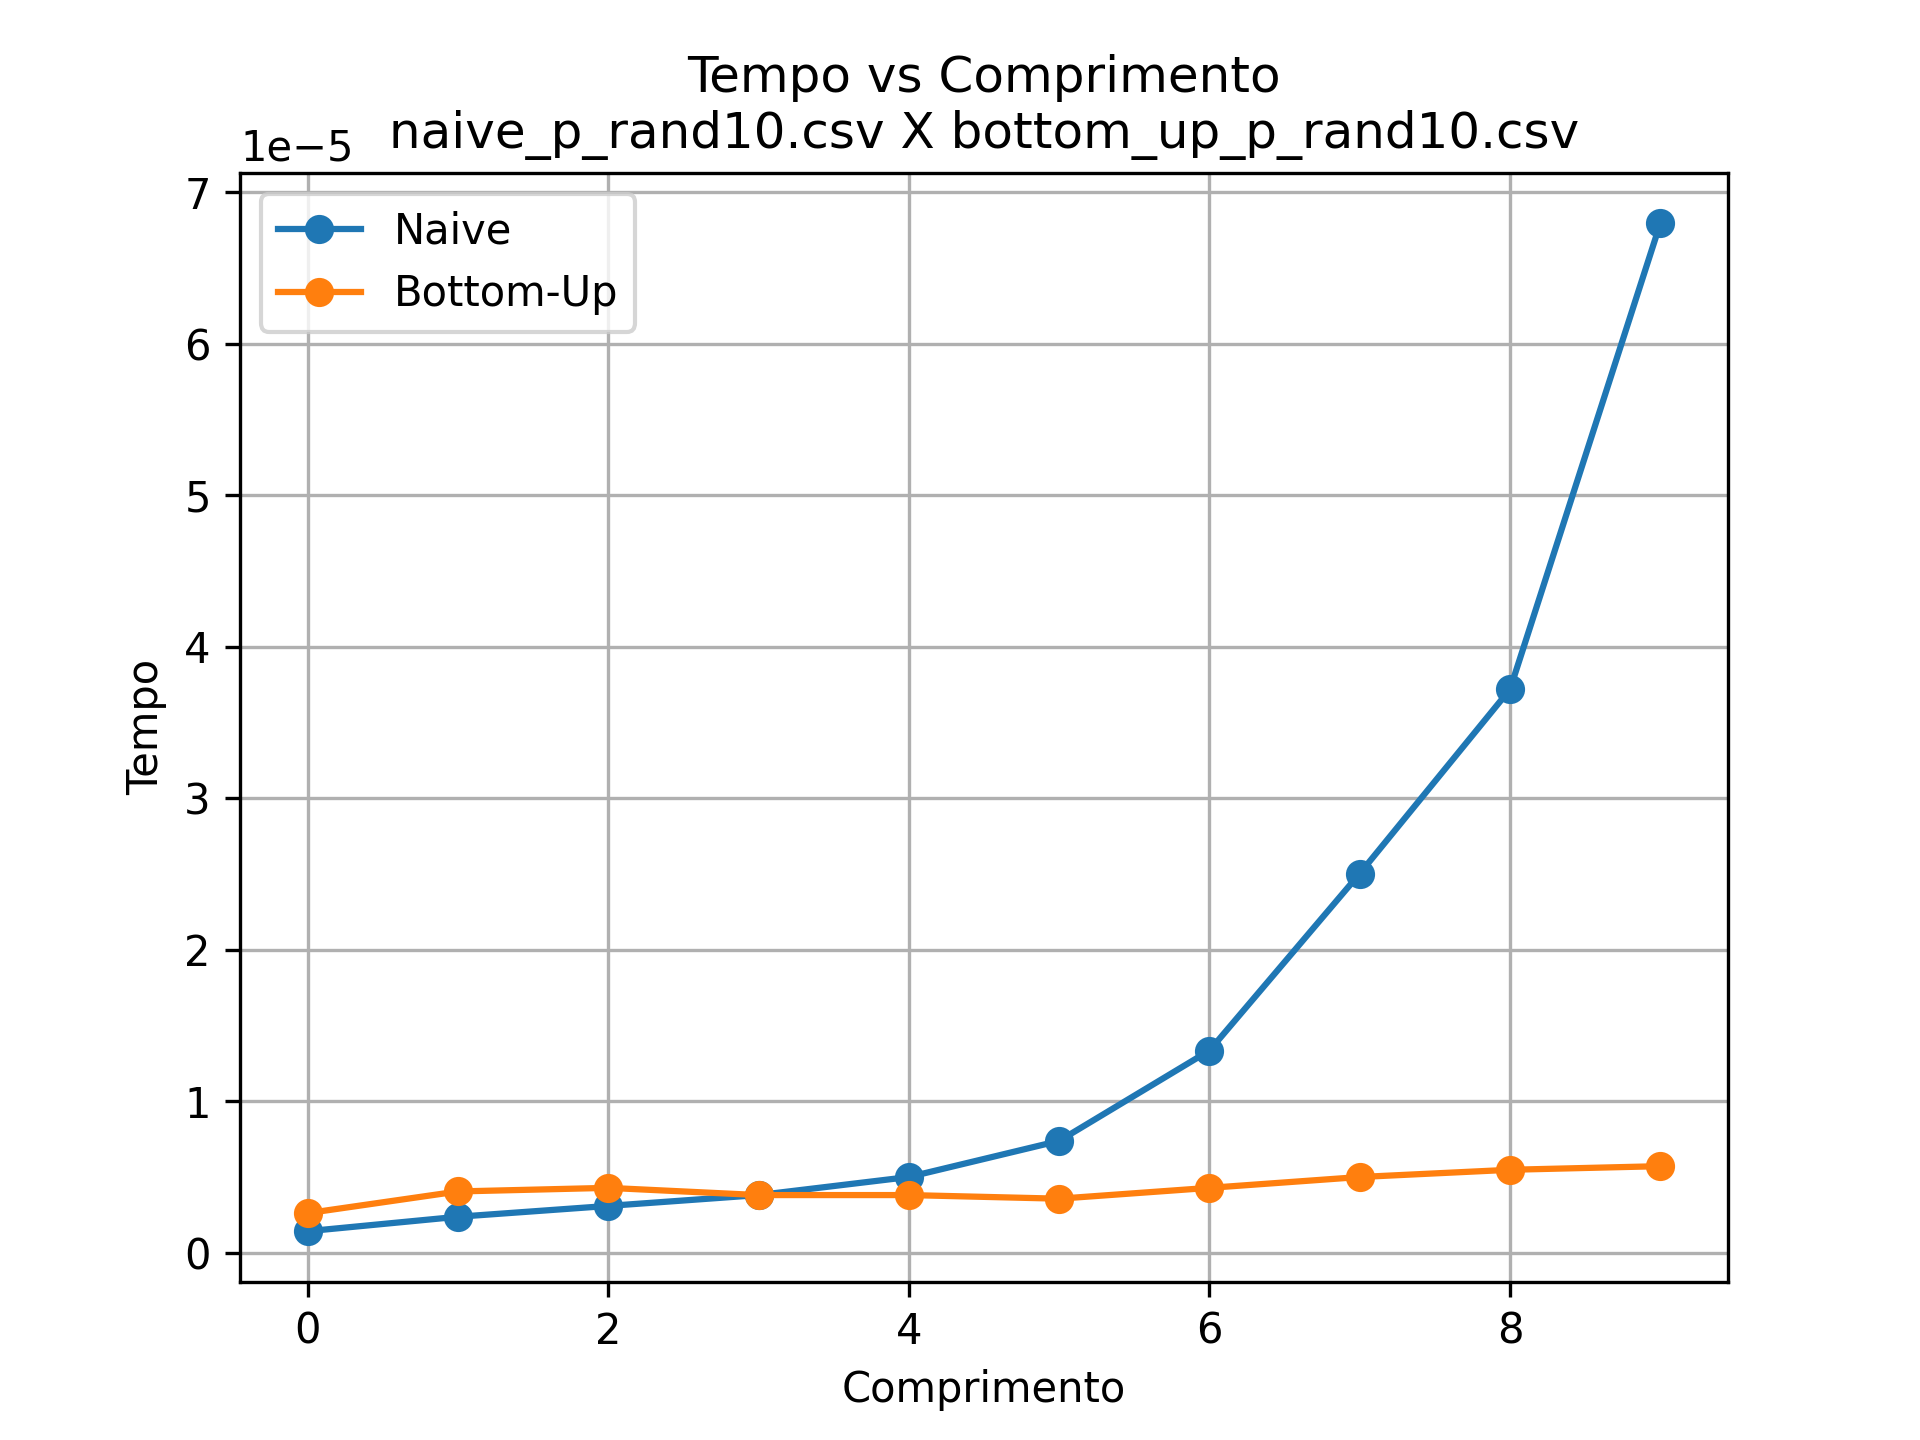 Tempo vs Comprimento
naive_p_rand10.csv X bottom_up_p_rand10.csv
1e−5
Naive
Bottom-Up
7
6
5
4
3
2
1
0
Tempo
0 2 4 6 8
Comprimento